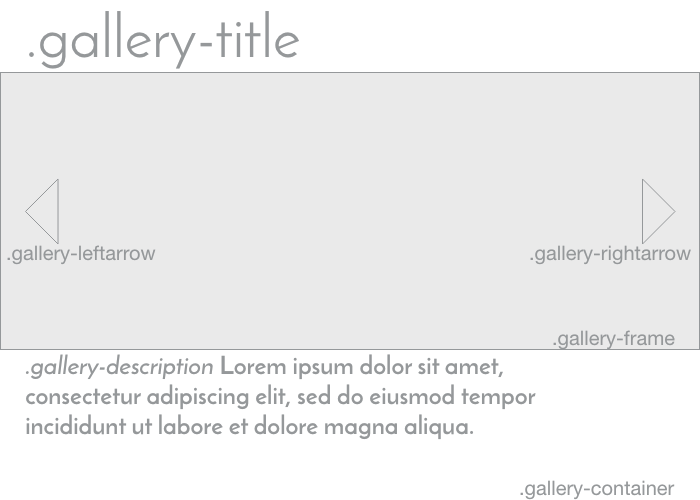 .gallery-title
.gallery-leftarrow
.gallery-rightarrow
.gallery-frame
.gallery-description Lorem ipsum dolor sit amet,
consectetur adipiscing elit, sed do eiusmod tempor
incididunt ut labore et dolore magna aliqua.
.gallery-container